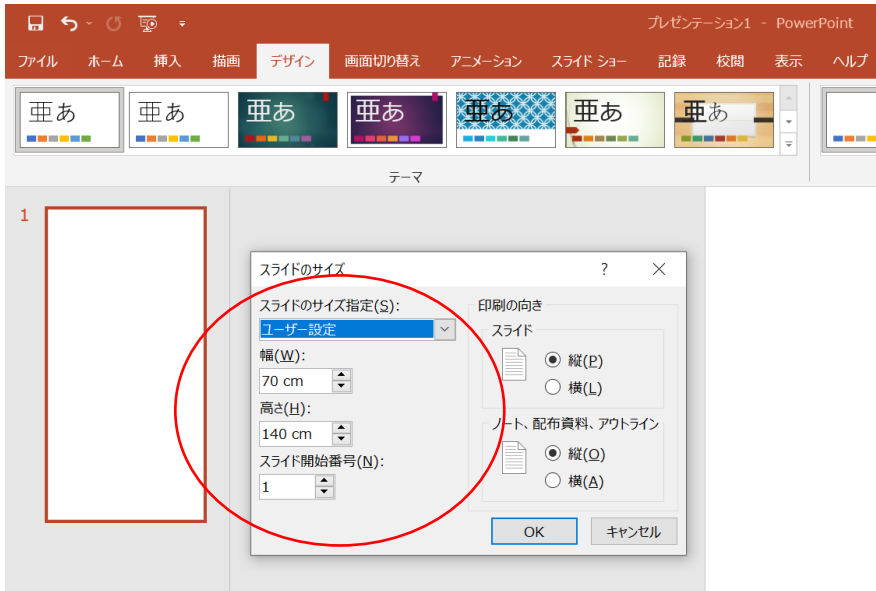 プレゼンテーション1 - PowerPoint
ファイル ホーム 挿入 描画 デザイン 画面切り替え アニメーション スライド ショー 記録 校閲 表示 ヘルプ
亜あ 亜あ 亜あ 亜あ 亜あ 亜あ 亜あ
テーマ
1
スライドのサイズ ?
スライドのサイズ指定(S):
ユーザー設定
幅(W):
70 cm
高さ(H):
140 cm
スライド開始番号(N):
1
印刷の向き
スライド
縦(P)
横(L)
ノート、配布資料、アウトライン
縦(O)
横(A)
OK キャンセル